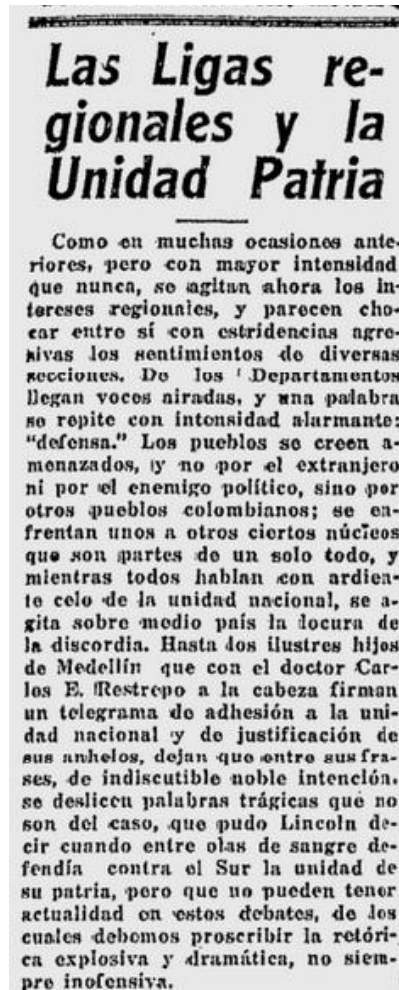 Las Ligas re-
gionales y la
Unidad Patria
Como en muchas ocasiones ante-
riores, pero con mayor intensidad
que nunca, se agitan ahora los in-
tereses regionales, y parecen cho-
car entre sí con estridencias agre-
sivas los sentimientos de diversas
secciones. De los Departamentos
llegan voces airadas, y una palabra
se repite con intensidad alarmante:
"defensa." Los pueblos se creen a-
menazados, y no por el extranjero
ni por el enemigo político, sino por
otros pueblos colombianos; se en-
frentan unos a otros ciertos núcleos
que son partes de un solo todo, y
mientras todos hablan con ardien-
te celo de la unidad nacional, se a-
gita sobre medio país la locura de
la discordia. Hasta los ilustres hijos
de Medellín que con el doctor Car-
los E. Restrepo a la cabeza firman
un telegrama de adhesión a la uni-
dad nacional y de justificación de
sus anhelos, dejan que entre sus fra-
ses, de indiscutible noble intención,
se deslicen palabras trágicas que no
son del caso, que pudo Lincoln de-
cir cuando entre olas de sangre de-
fendía contra el Sur la unidad de
su patria, pero que no pueden tener
actualidad en estos debates, de los
cuales debemos proscribir la retóri-
ca explosiva y dramática, no siem-
pre inofensiva.